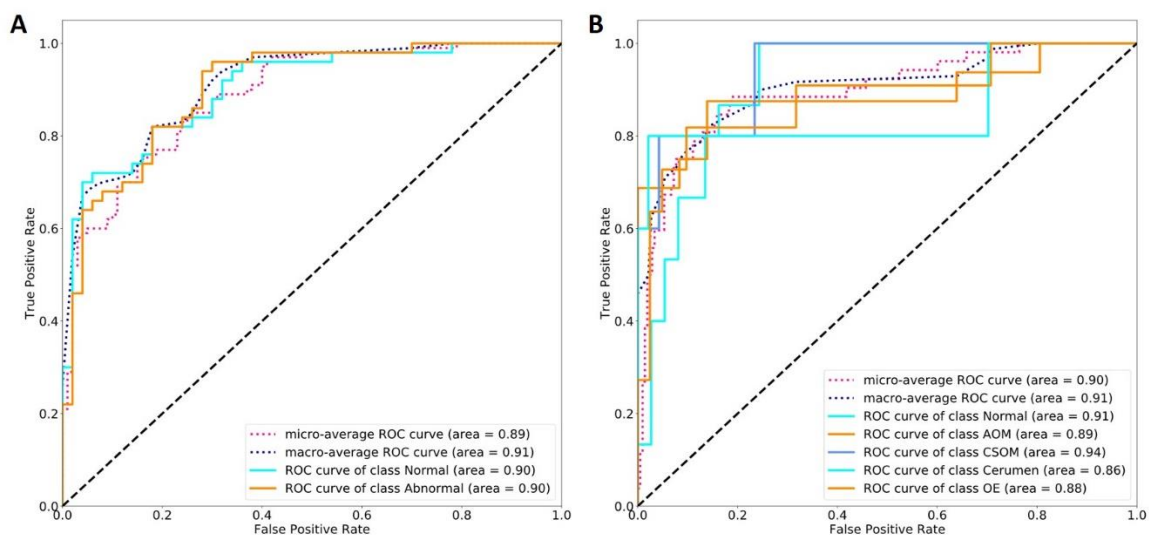 A
1.0
0.8
0.6
0.4
0.2
0.0
True Positive Rate
micro-average ROC curve (area = 0.89)
macro-average ROC curve (area = 0.91)
ROC curve of class Normal (area = 0.90)
ROC curve of class Abnormal (area = 0.90)
0.0 0.2 0.4 0.6 0.8 1.0
False Positive Rate
B
1.0
0.8
0.6
0.4
0.2
0.0
True Positive Rate
micro-average ROC curve (area = 0.90)
macro-average ROC curve (area = 0.91)
ROC curve of class Normal (area = 0.91)
ROC curve of class AOM (area = 0.89)
ROC curve of class CSOM (area = 0.94)
ROC curve of class Cerumen (area = 0.86)
ROC curve of class OE (area = 0.88)
0.0 0.2 0.4 0.6 0.8 1.0
False Positive Rate